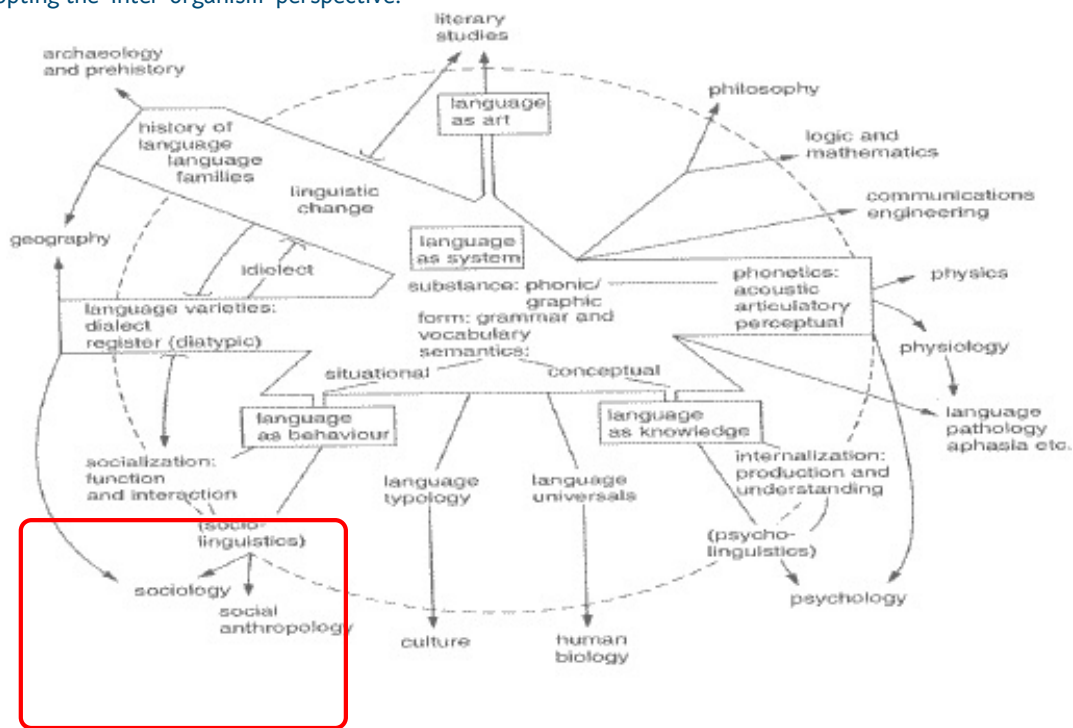 opting the inter-organism perspective.
literary
studies
archaeology
and prehistory
language
as art
philosophy
history of
language
language
families
logic and
mathematics
linguistic
change
communications
engineering
geography
language
as system
idiolect
substance: phonic/
graphic
phonetics:
acoustic
articulatory
perceptual
physics
form: grammar and
vocabulary
semantics:
language varieties:
dialect
register (diatypic)
physiology
situational
conceptual
language
as behaviour
language
as knowledge
language
pathology
aphasia etc.
socialization:
function
and interaction
language
typology
language
universals
internalization:
production and
understanding
(socio-
linguistics)
(psycho-
linguistics)
sociology
social
anthropology
psychology
culture
human
biology